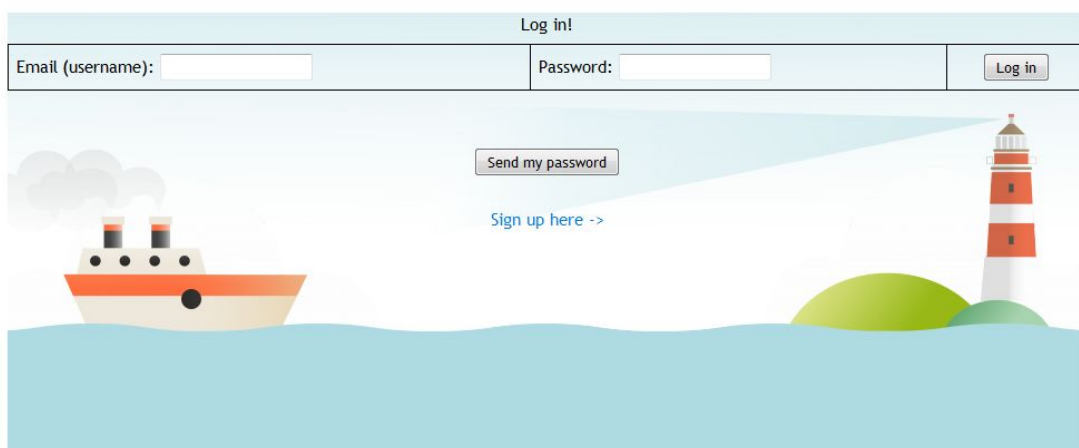 Log in!
Email (username): Password: Log in
Send my password
Sign up here ->